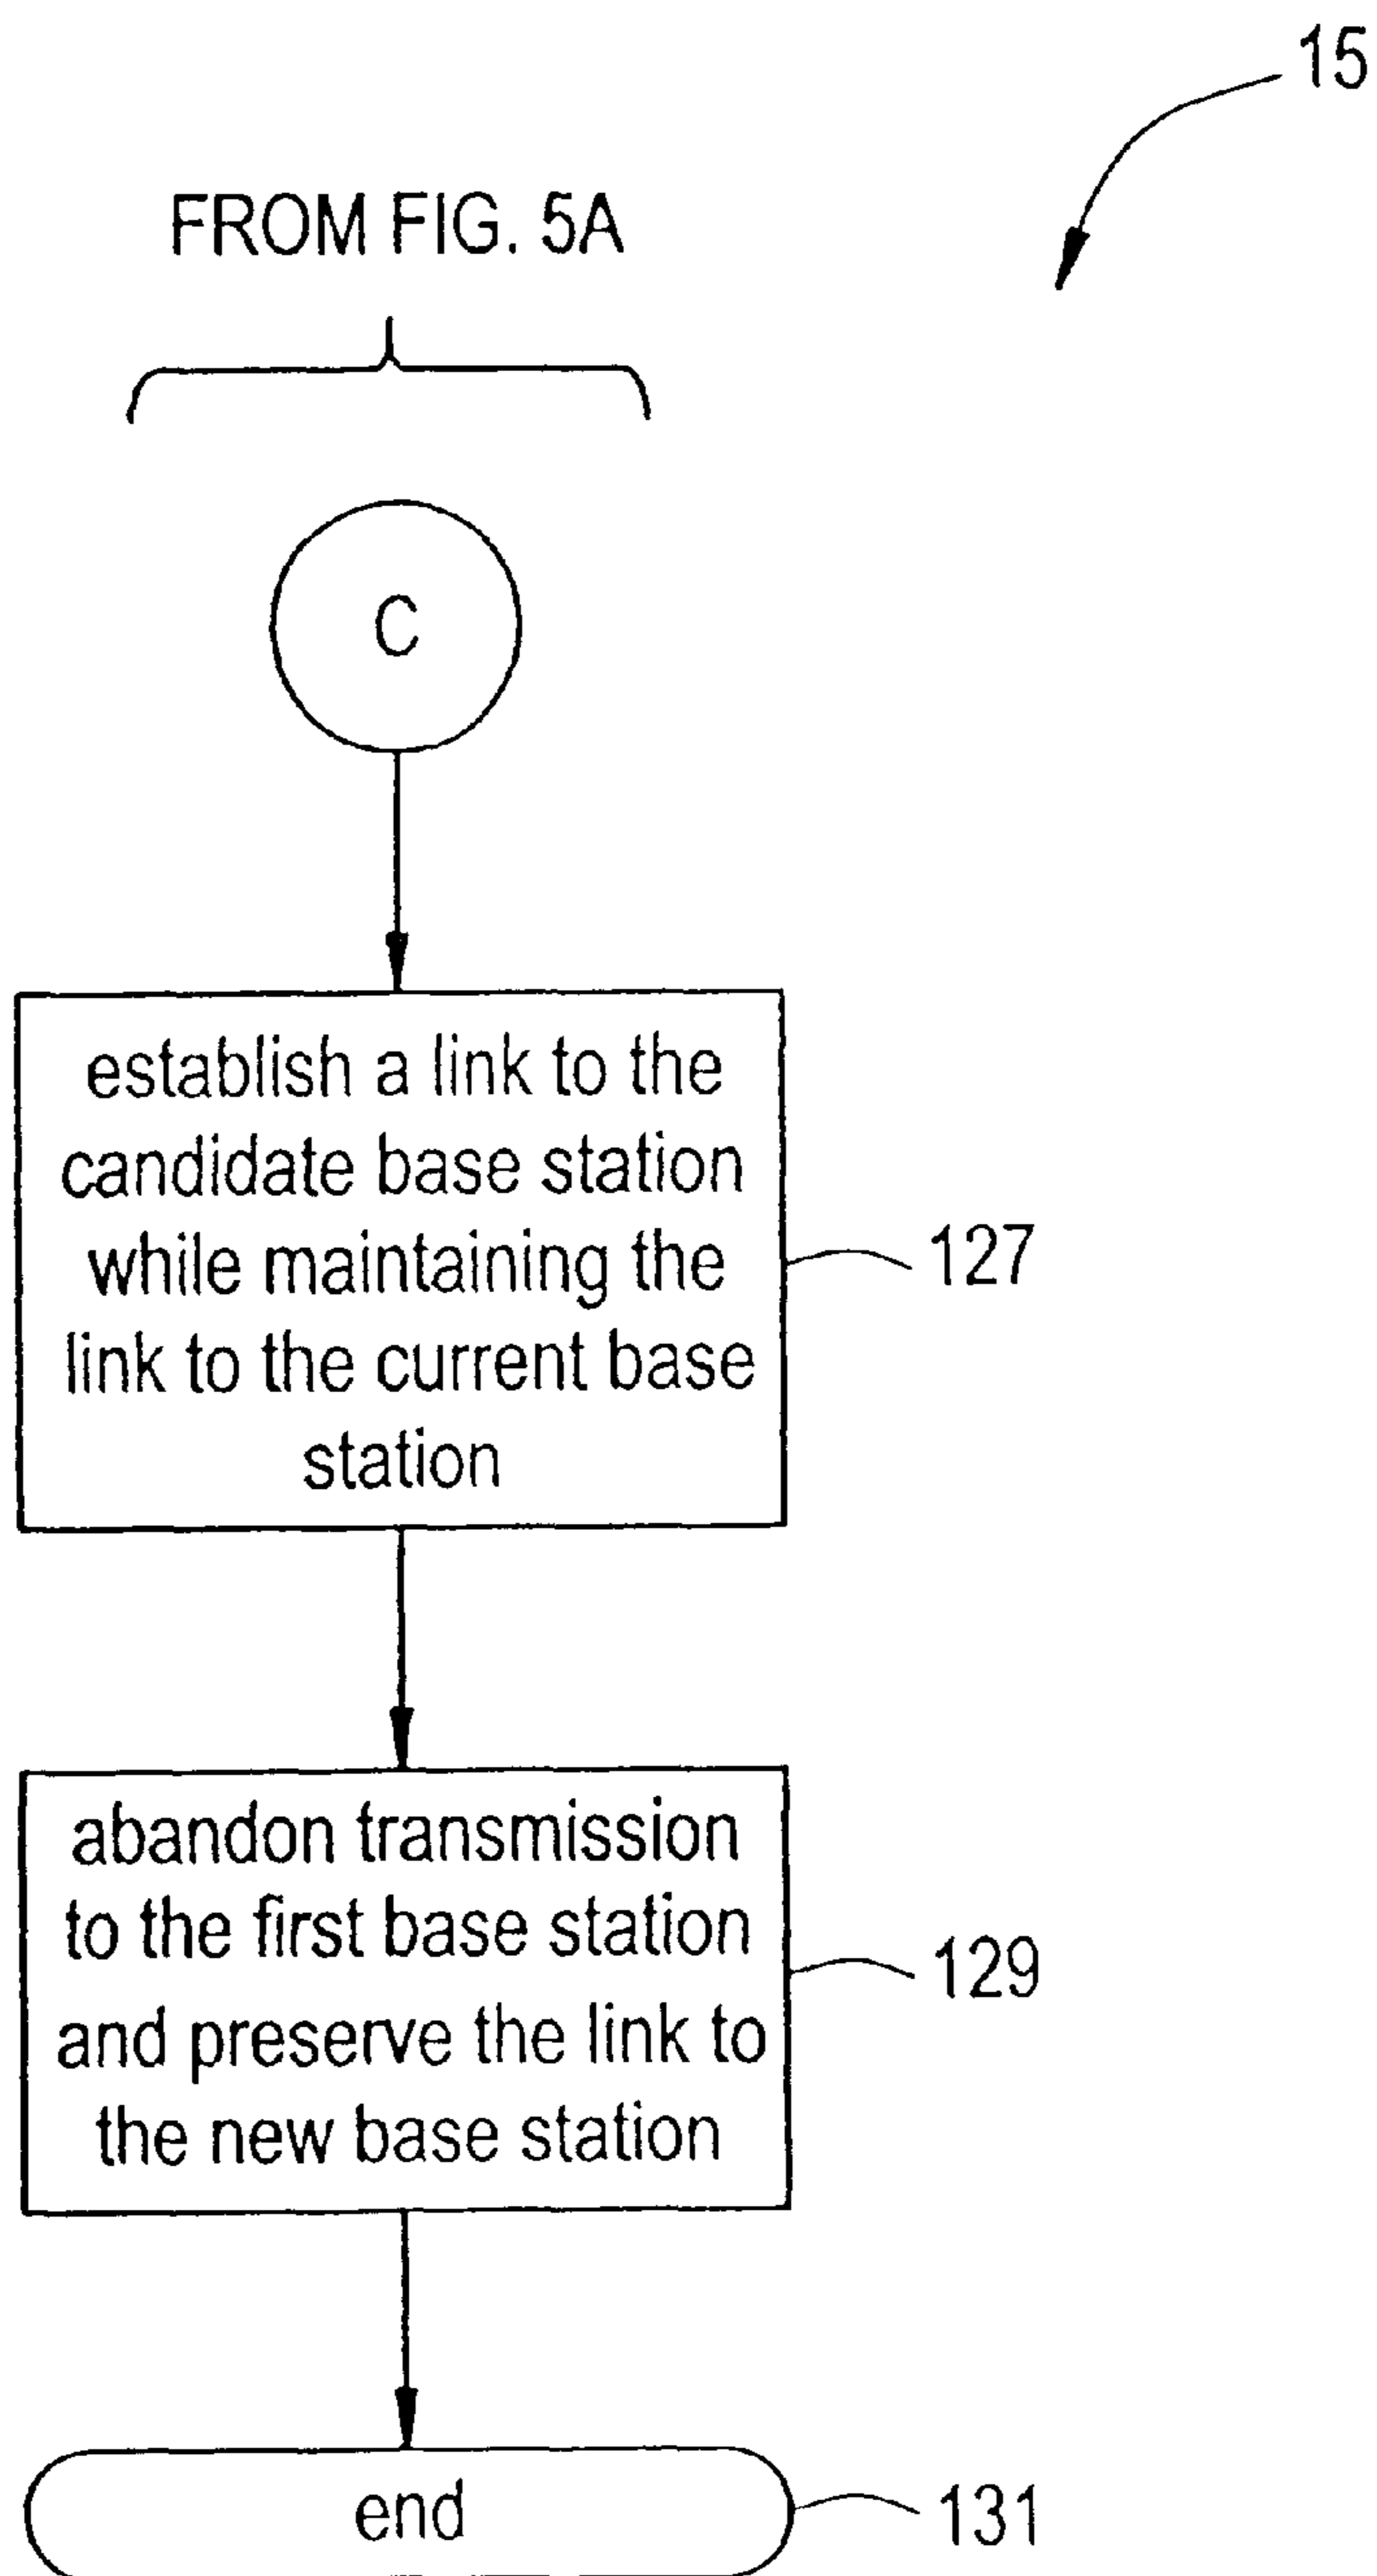 15
FROM FIG. 5A
C
establish a link to the
candidate base station
while maintaining the
link to the current base
station
127
abandon transmission
to the first base station
and preserve the link to
the new base station
129
end
131